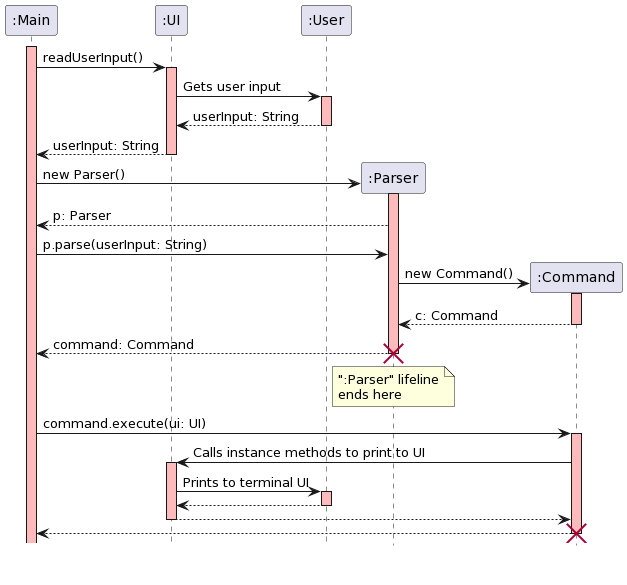 :Main
:UI
:User
readUserInput()
Gets user input
userInput: String
userInput: String
new Parser()
:Parser
p: Parser
p.parse(userInput: String)
new Command()
:Command
c: Command
command: Command
":Parser" lifeline
ends here
command.execute(ui: UI)
Calls instance methods to print to UI
Prints to terminal UI